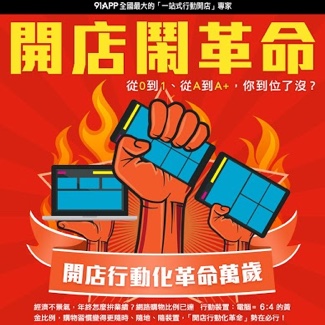 91APP全國最大的「一站式行動開店」專家
開店鬧革命
從0到1、從A到A+，你到位了沒？
開店行動化革命萬歲
經濟不景氣，年終怎麼拚業績？網路購物比例已達 行動裝置：電腦＝6:4的黃
金比例，購物習慣變得更隨時、隨地、隨裝置，「開店行動化革命」勢在必行！